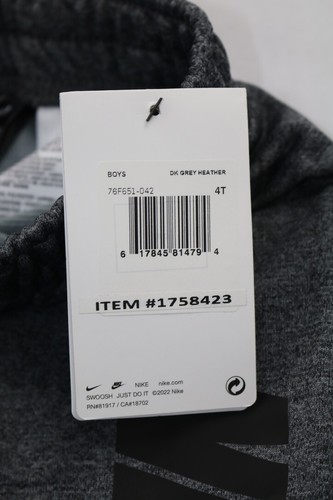 BOYS DK GREY HEATHER
76F651-042 4T
6 17845 81479 4
ITEM #1758423
NIKE nike.com
SWOOSH JUST DO IT ©2022 Nike
RN#81917 / CA#18702